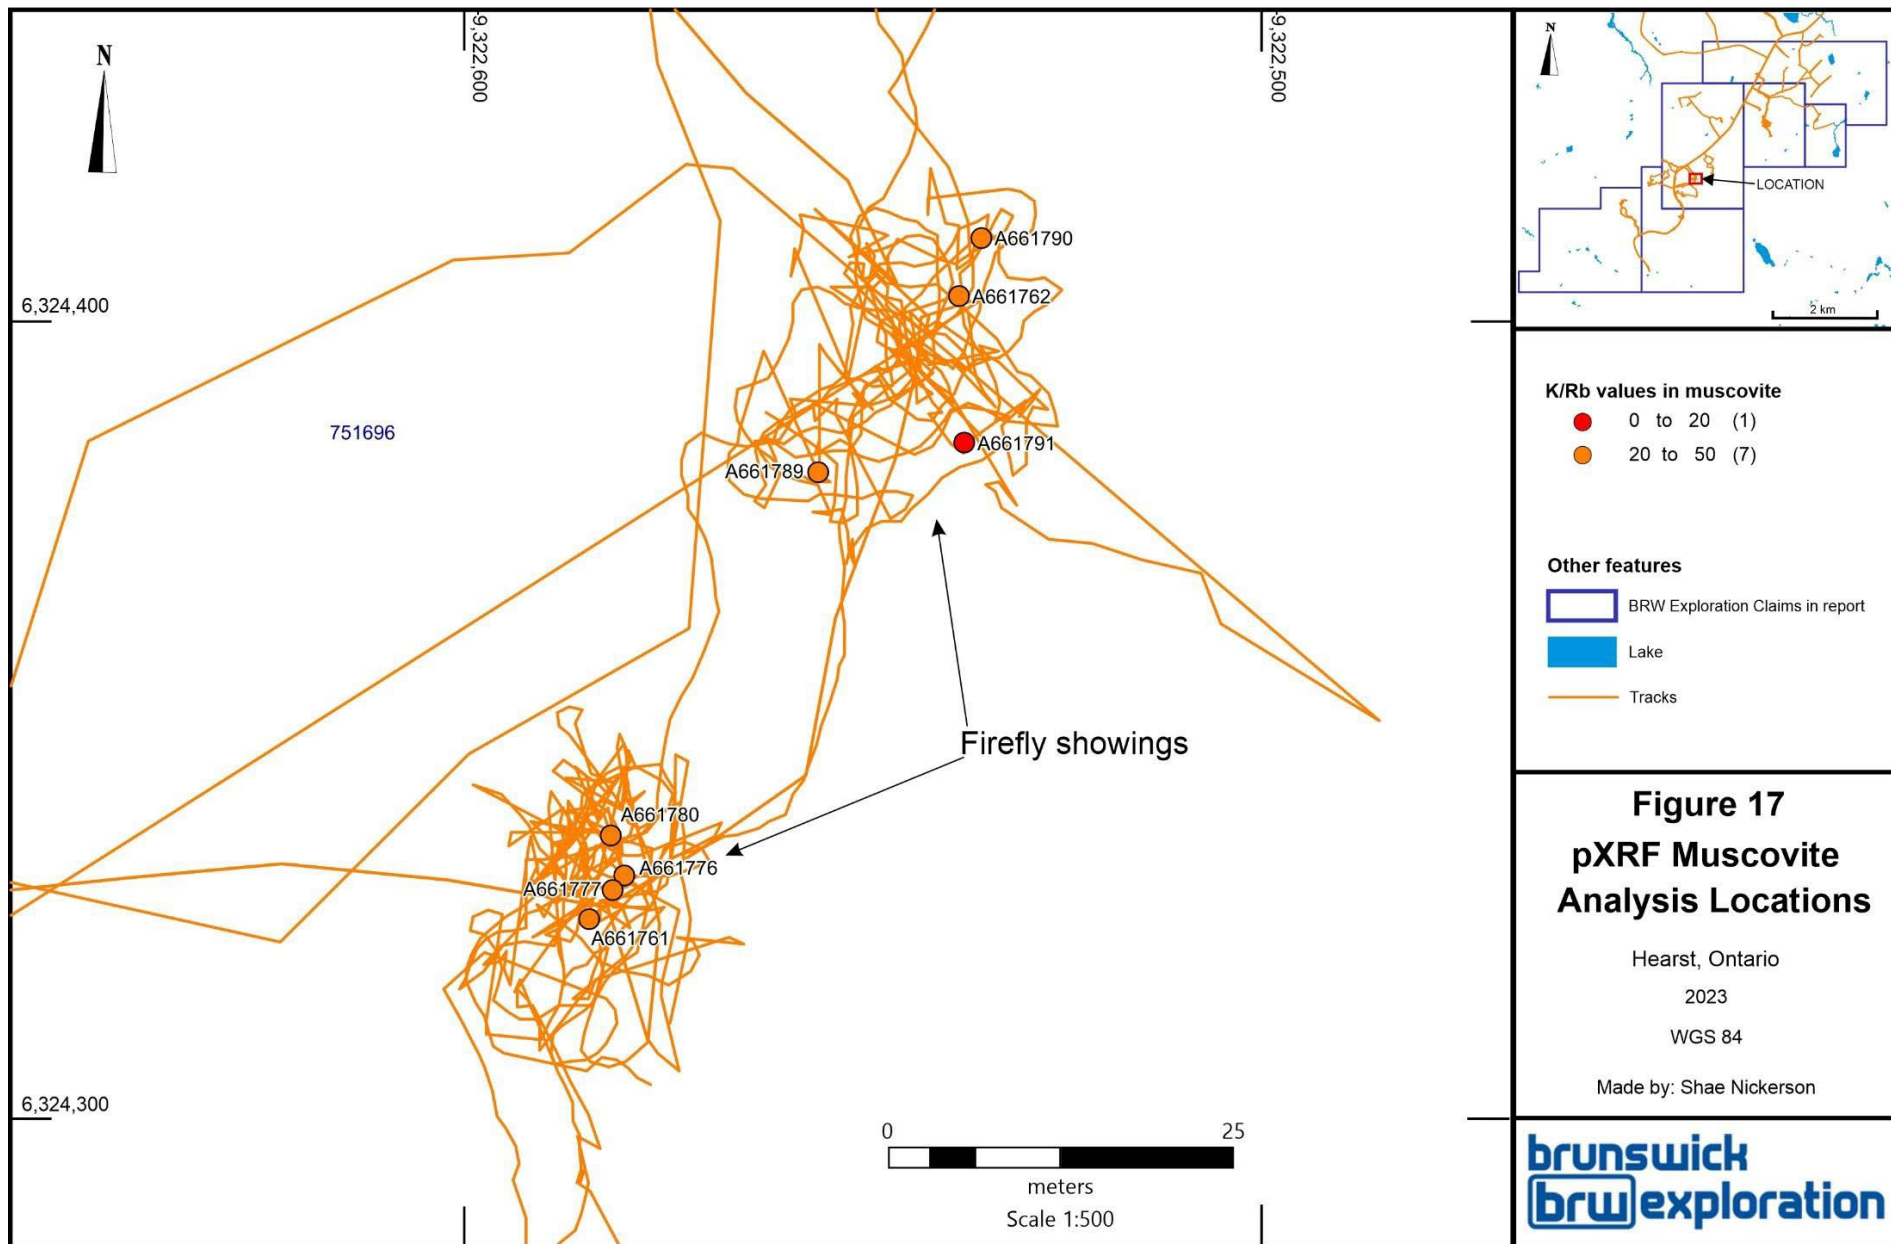 N
9,322,600
9,322,500
6,324,400
6,324,300
751696
A661790
A661762
A661791
A661789
Firefly showings
A661780
A661776
A661777
A661761
0 25
meters
Scale 1:500
N
LOCATION
2 km
K/Rb values in muscovite
0 to 20 (1)
20 to 50 (7)
Other features
BRW Exploration Claims in report
Lake
Tracks
Figure 17
pXRF Muscovite
Analysis Locations
Hearst, Ontario
2023
WGS 84
Made by: Shae Nickerson
brunswick
brw exploration